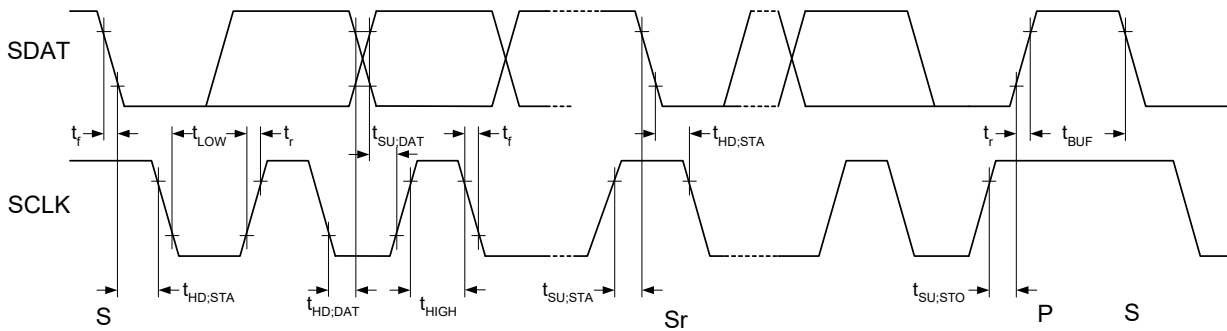 SDAT
t_f t_LOW t_r t_SU;DAT t_f t_HD;STA t_r t_BUF
SCLK
t_HD;STA t_HD;DAT t_HIGH t_SU;STA t_SU;STO
S Sr P S